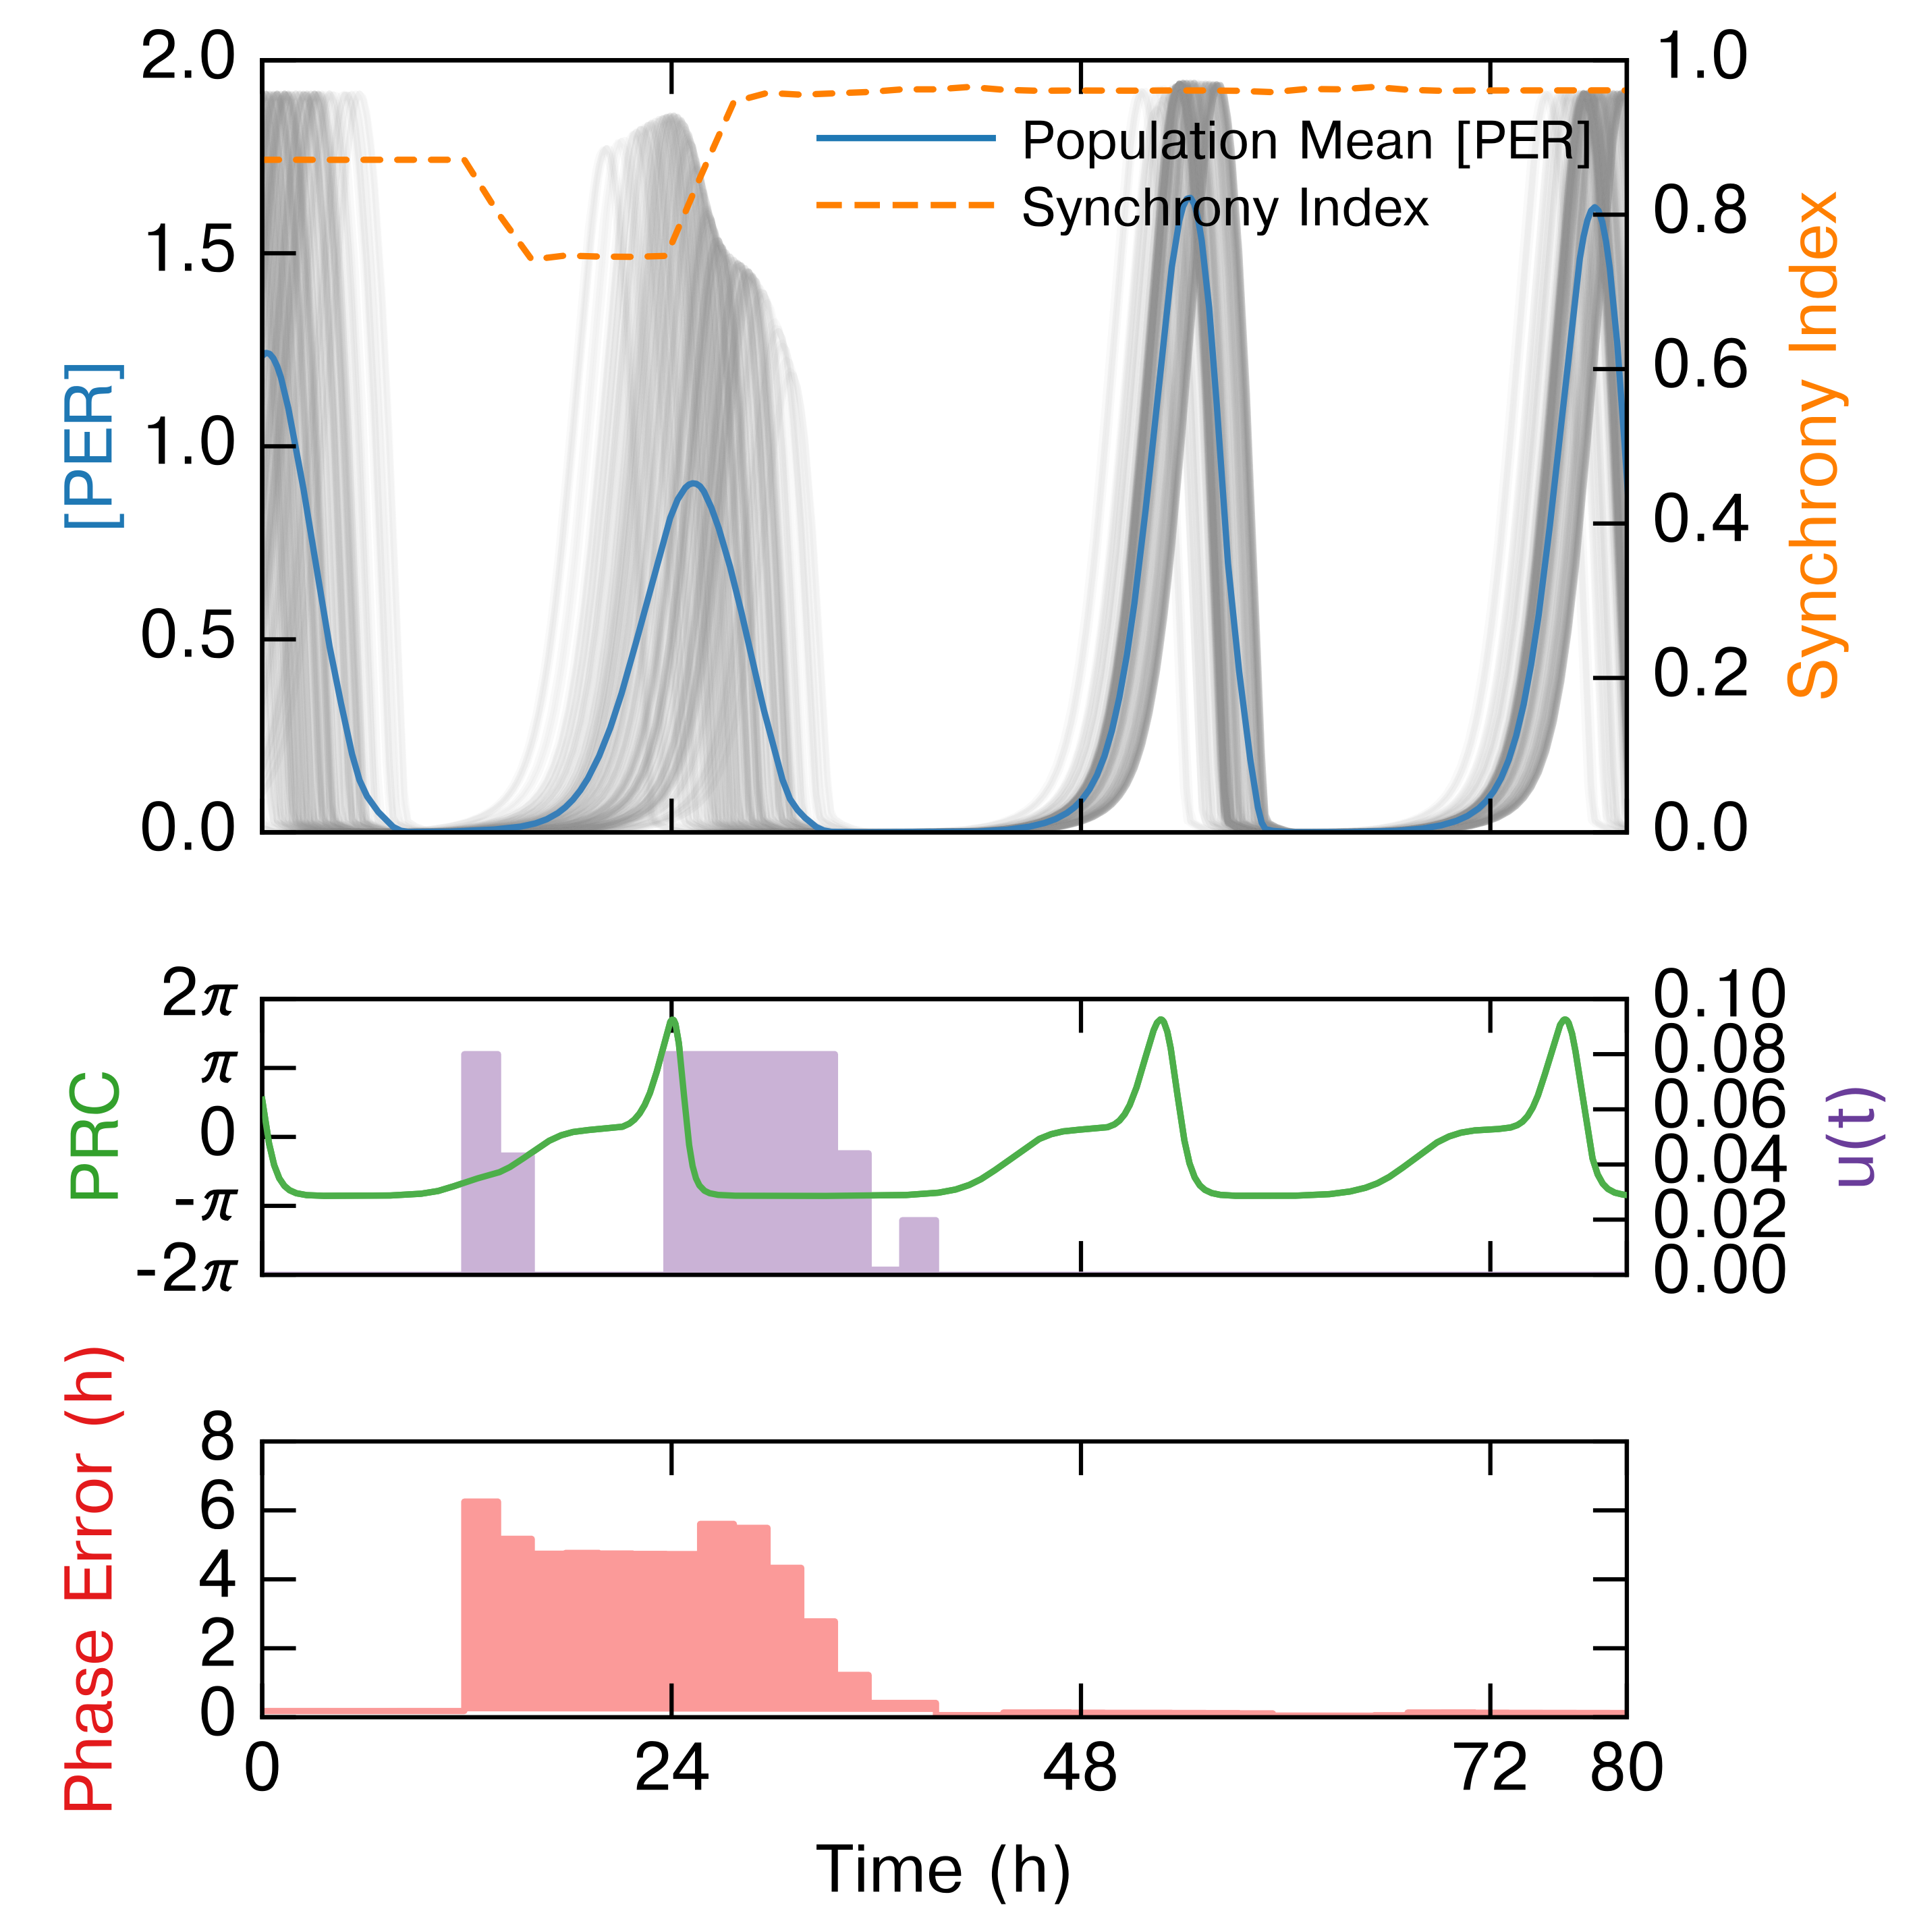 2.0
1.5
1.0
0.5
0.0
[PER]
1.0
0.8
0.6
0.4
0.2
0.0
Synchrony Index
Population Mean [PER]
Synchrony Index
2π
π
0
-π
-2π
PRC
0.10
0.08
0.06
0.04
0.02
0.00
u(t)
8
6
4
2
0
Phase Error (h)
0 24 48 72 80
Time (h)